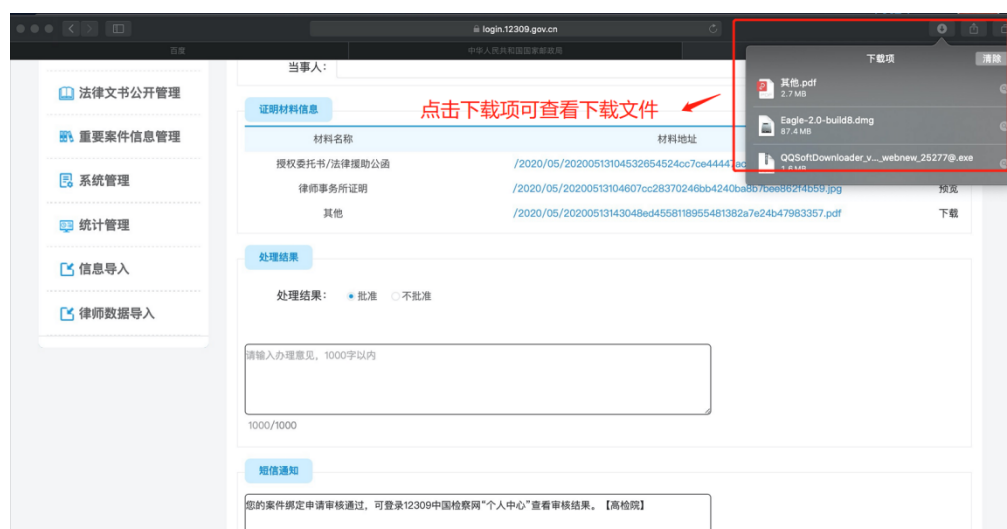 login.12309.gov.cn
百度
中华人民共和国国家邮政局
下载项
清除
其他.pdf
2.7 MB
Eagle-2.0-build8.dmg
87.4 MB
QQSoftDownloader_v..._webnew_25277@.exe
1.6 MB
当事人：
法律文书公开管理
重要案件信息管理
系统管理
统计管理
信息导入
律师数据导入
证明材料信息
点击下载项可查看下载文件
材料名称
材料地址
授权委托书/法律援助公函
/2020/05/20200513104532654524cc7ce44447ac
律师事务所证明
/2020/05/20200513104607cc28370246bb4240ba8b7bee862f4b59.jpg
预览
其他
/2020/05/20200513143048ed4558118955481382a7e24b47983357.pdf
下载
处理结果
处理结果：
批准
不批准
请输入办理意见，1000字以内
1000/1000
短信通知
您的案件绑定申请审核通过，可登录12309中国检察网“个人中心”查看审核结果。【高检院】